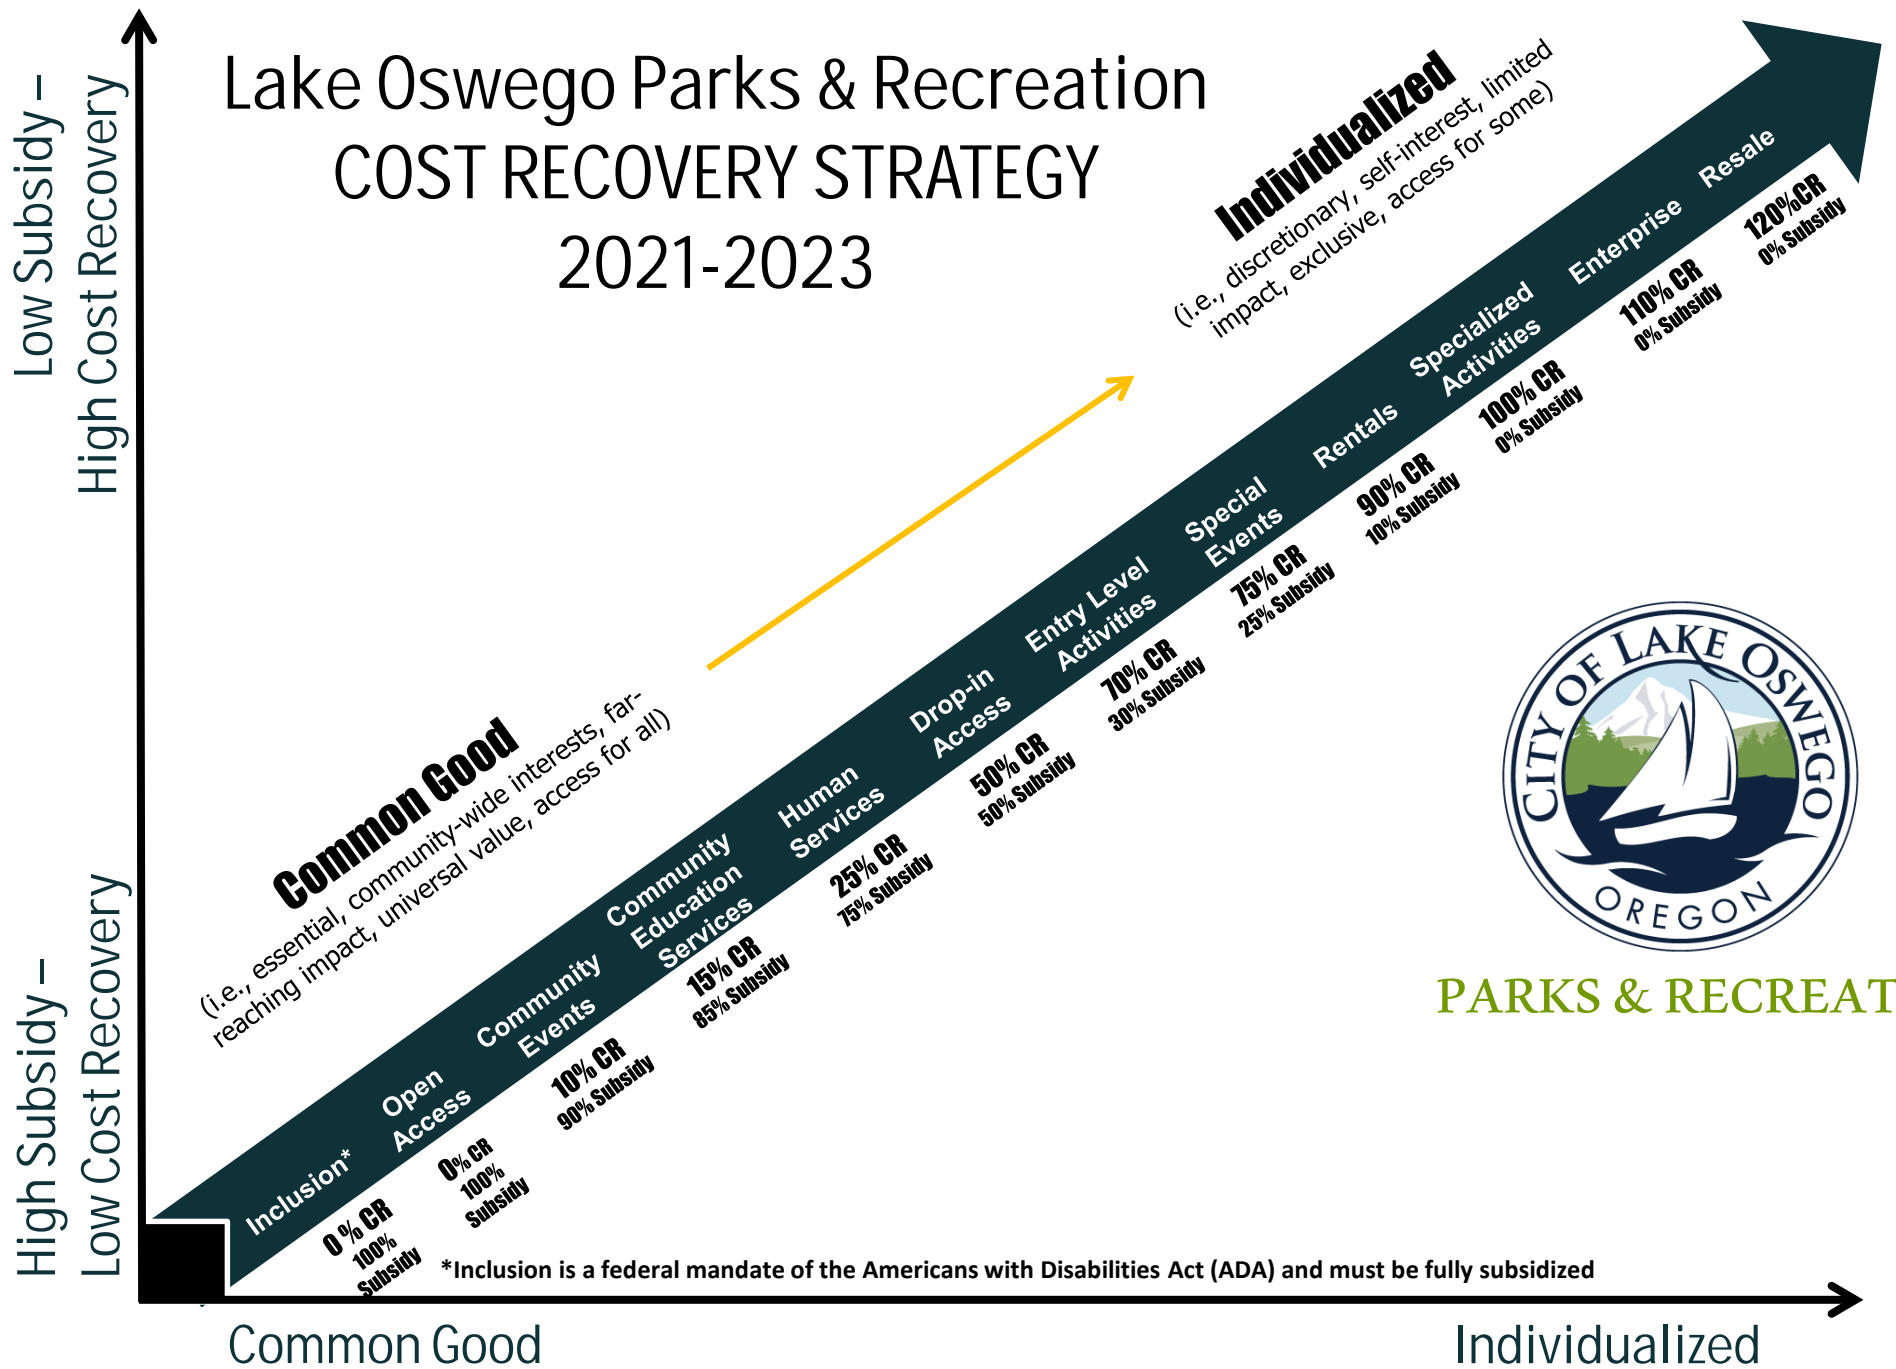 Lake Oswego Parks & Recreation
COST RECOVERY STRATEGY
2021-2023
Low Subsidy –
High Cost Recovery
High Subsidy –
Low Cost Recovery
Individualized
(i.e., discretionary, self-interest, limited
impact, exclusive, access for some)
Common Good
(i.e., essential, community-wide interests, far-
reaching impact, universal value, access for all)
Inclusion*
0 % CR
100%
Subsidy
Open
Access
0% CR
100%
Subsidy
Community
Events
10% CR
90% Subsidy
Community
Education
Services
15% CR
85% Subsidy
Human
Services
25% CR
75% Subsidy
Drop-in
Access
50% CR
50% Subsidy
Entry Level
Activities
70% CR
30% Subsidy
Special
Events
75% CR
25% Subsidy
Rentals
90% CR
10% Subsidy
Specialized
Activities
100% CR
0% Subsidy
Enterprise
110% CR
0% Subsidy
Resale
120%CR
0% Subsidy
CITY OF LAKE OSWEGO
OREGON
PARKS & RECREAT
*Inclusion is a federal mandate of the Americans with Disabilities Act (ADA) and must be fully subsidized
Common Good
Individualized